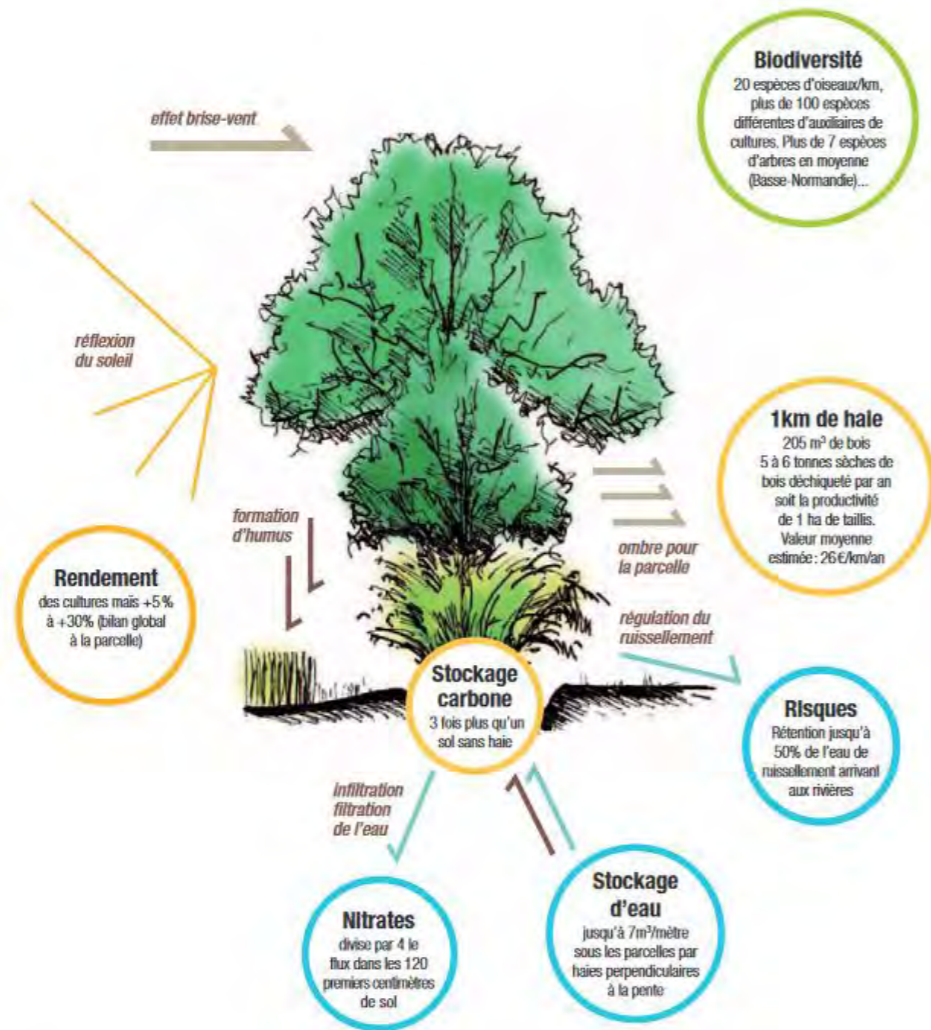 Biodiversité
20 espèces d'oiseaux/km,
plus de 100 espèces
différentes d'auxiliaires de
cultures. Plus de 7 espèces
d'arbres en moyenne
(Basse-Normandie)...
effet brise-vent
réflexion
du soleil
1km de haie
205 m³ de bois
5 à 6 tonnes sèches de
bois déchiqueté par an
soit la productivité
de 1 ha de taillis.
Valeur moyenne
estimée : 26€/km/an
formation
d'humus
ombre pour
la parcelle
Rendement
des cultures maïs +5%
à +30% (bilan global
à la parcelle)
régulation du
ruissellement
Stockage
carbone
3 fois plus qu'un
sol sans haie
Risques
Rétention jusqu'à
50% de l'eau de
ruissellement arrivant
aux rivières
infiltration
filtration
de l'eau
Nitrates
divise par 4 le
flux dans les 120
premiers centimètres
de sol
Stockage
d'eau
jusqu'à 7m³/mètre
sous les parcelles par
haies perpendiculaires
à la pente